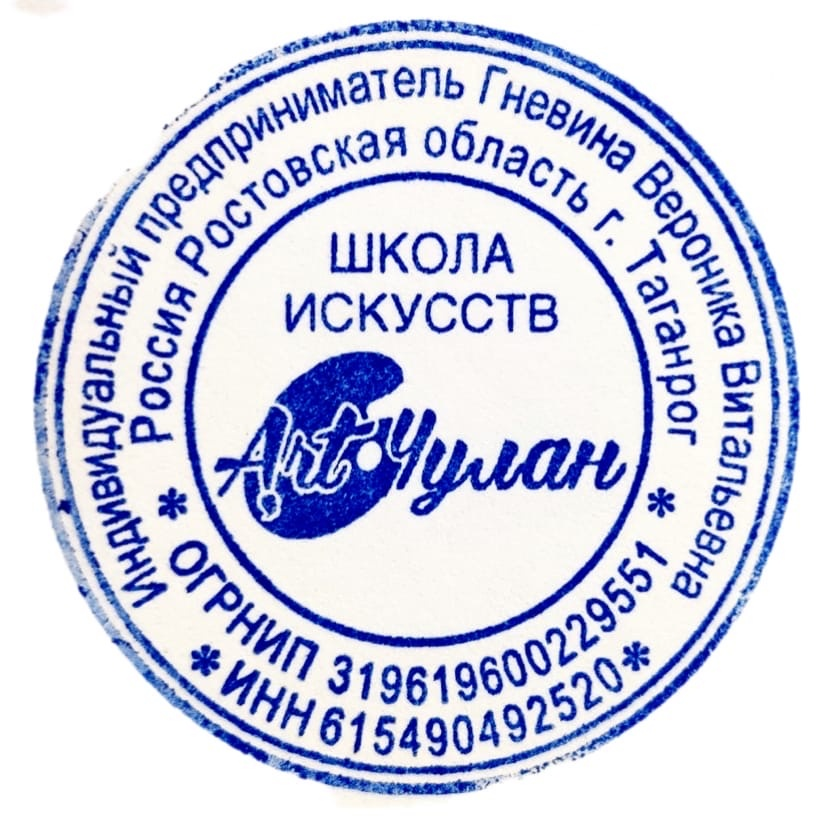 Индивидуальный предприниматель Гневина Вероника Витальевна
Россия Ростовская область г. Таганрог
ШКОЛА
ИСКУССТВ
Art Чулан
* ОГРНИП 319619600229551 *
* ИНН 615490492520 *